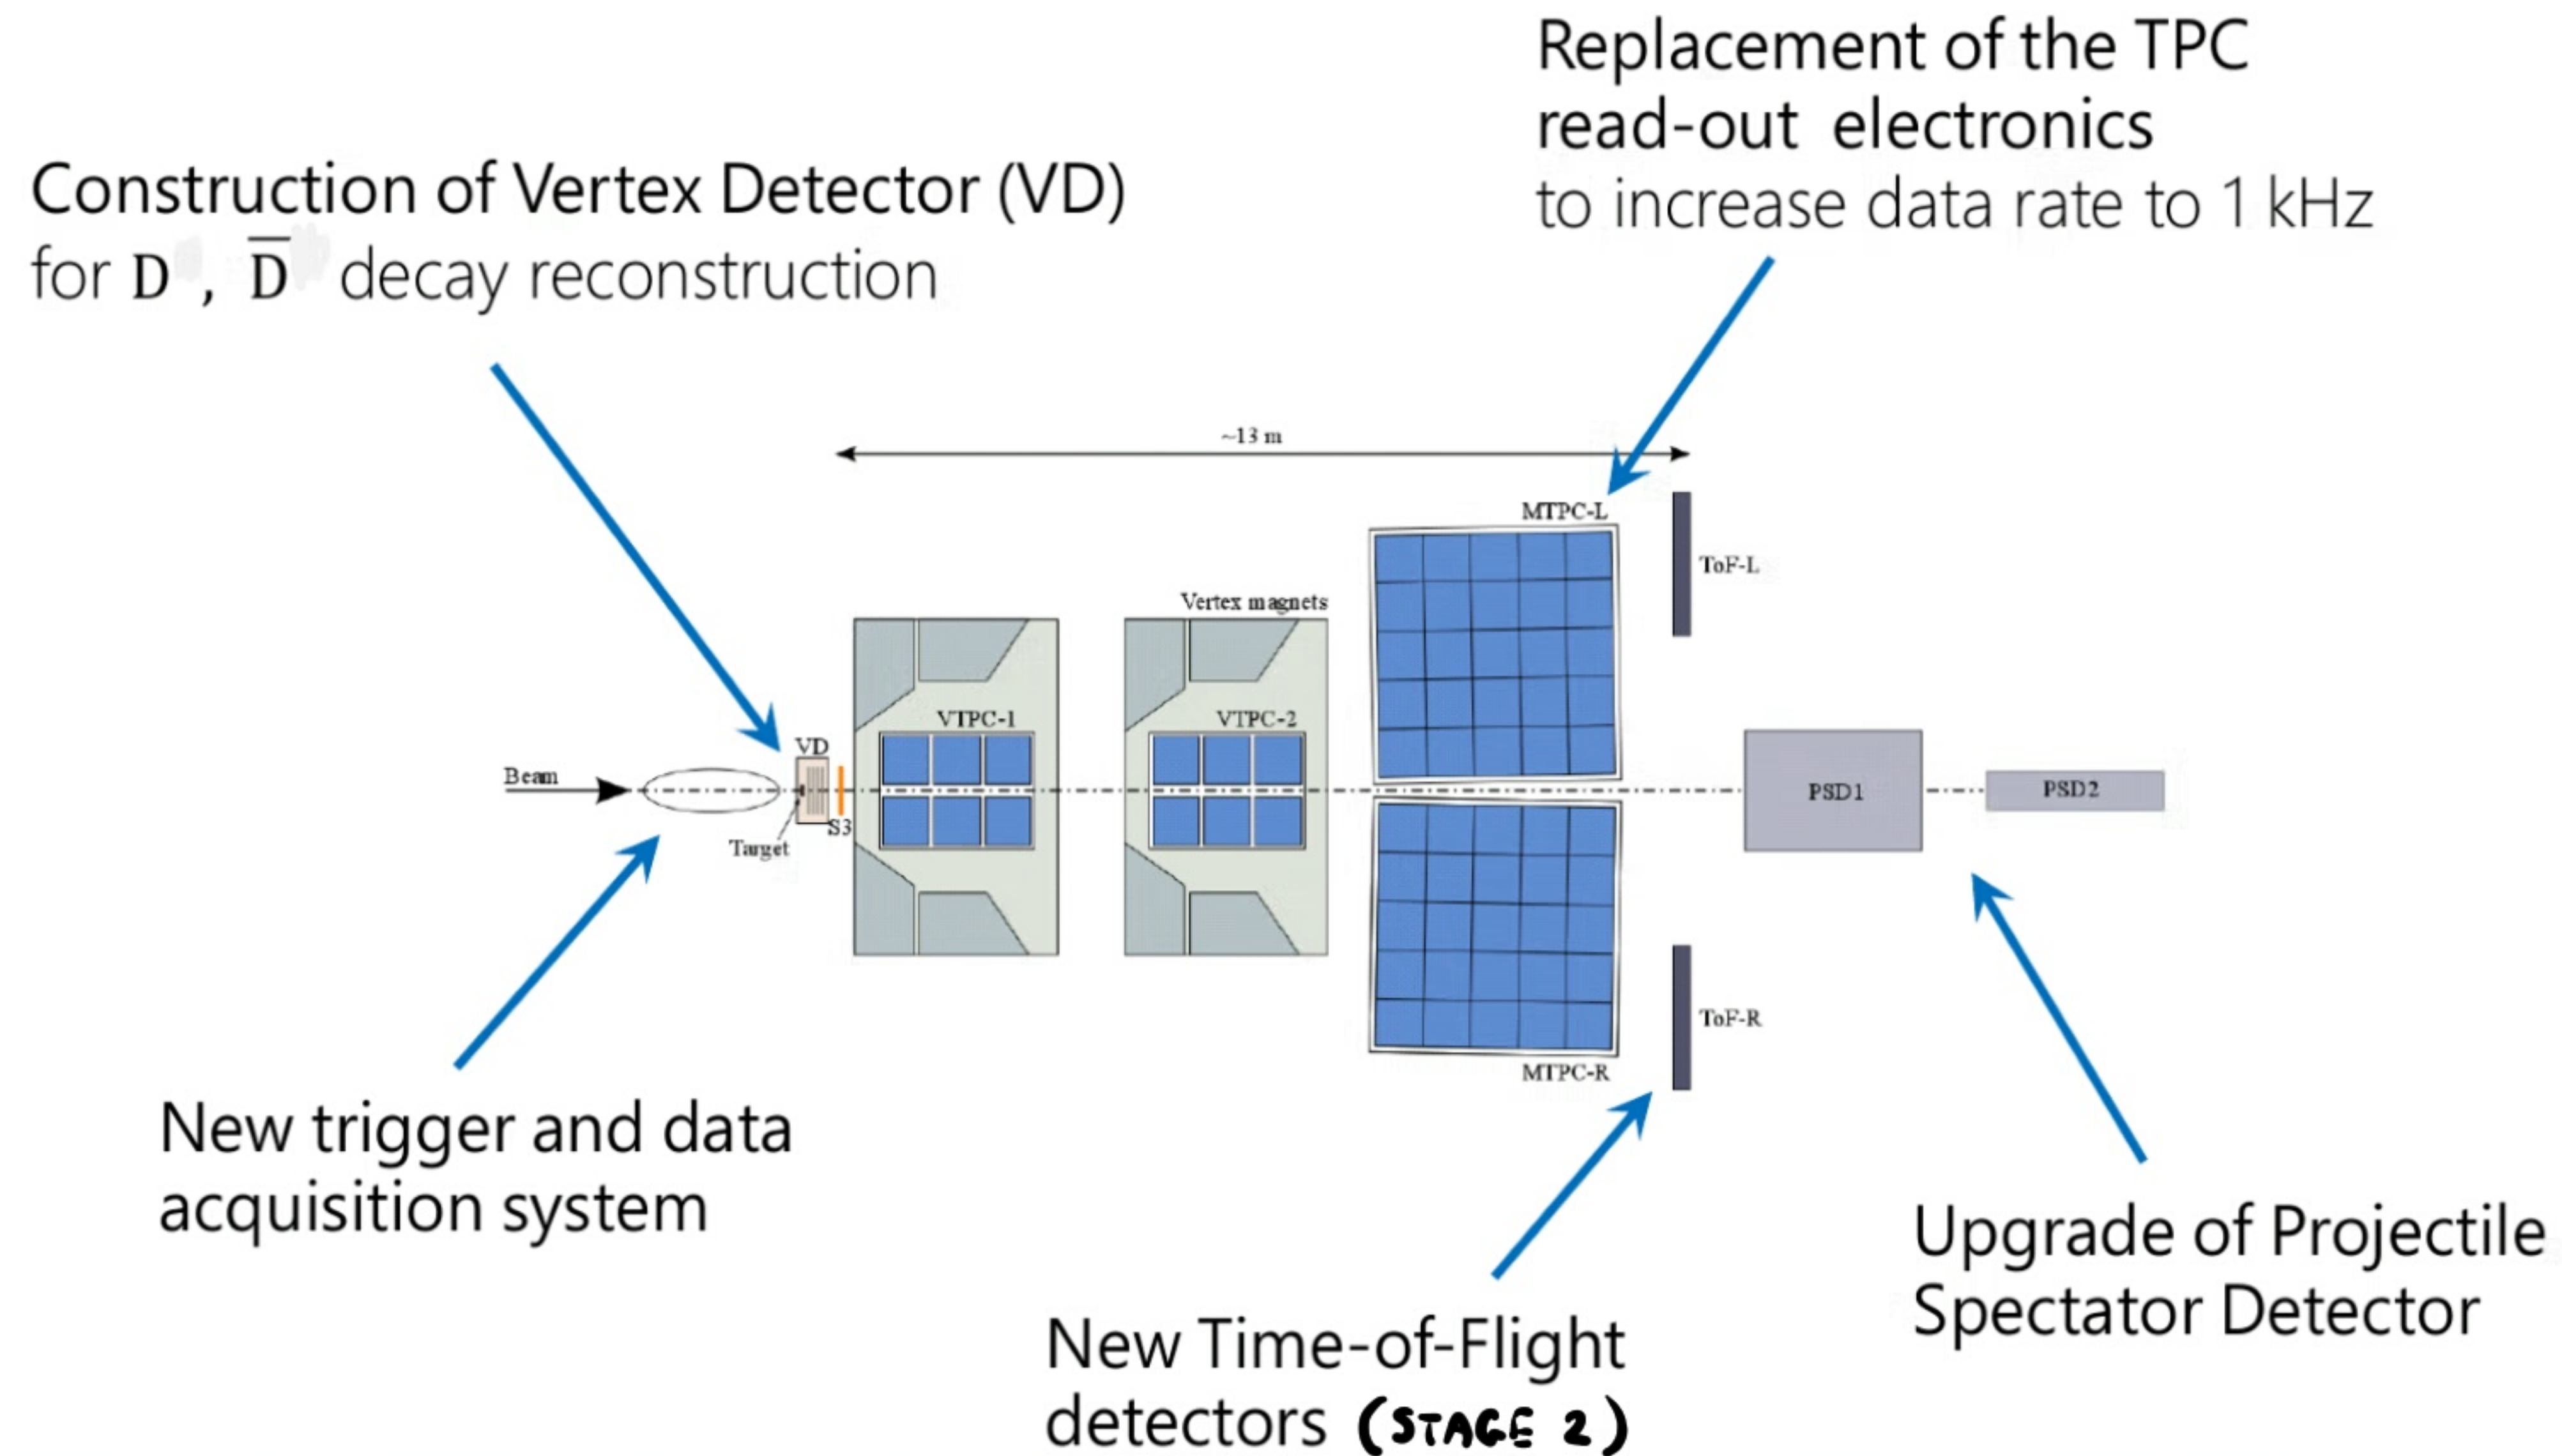 Replacement of the TPC
read-out electronics
to increase data rate to 1 kHz
Construction of Vertex Detector (VD)
for D , D̅ decay reconstruction
~13 m
MTPC-L
ToF-L
Vertex magnets
VTPC-1
VTPC-2
VD
Beam
PSD1
PSD2
S3
Target
ToF-R
MTPC-R
New trigger and data
acquisition system
Upgrade of Projectile
Spectator Detector
New Time-of-Flight
detectors (STAGE 2)